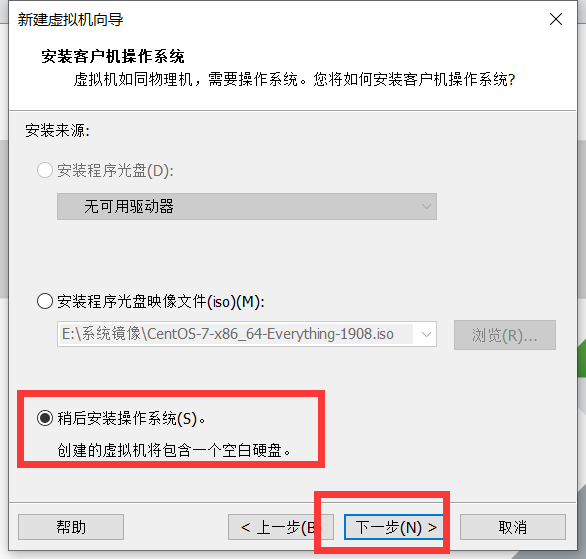 新建虚拟机向导
安装客户机操作系统
虚拟机如同物理机，需要操作系统。您将如何安装客户机操作系统?
安装来源:
安装程序光盘(D):
无可用驱动器
安装程序光盘映像文件(iso)(M):
E:\系统镜像\CentOS-7-x86_64-Everything-1908.iso
浏览(R)...
稍后安装操作系统(S)。
创建的虚拟机将包含一个空白硬盘。
帮助
< 上一步(B
下一步(N) >
取消